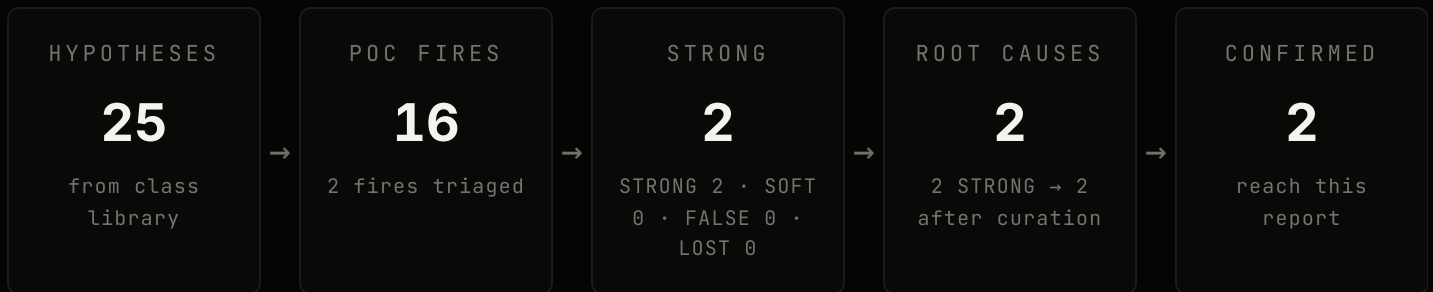 HYPOTHESES
25
from class
library
→
POC FIRES
16
2 fires triaged
→
STRONG
2
STRONG 2 · SOFT
0 · FALSE 0 ·
LOST 0
→
ROOT CAUSES
2
2 STRONG → 2
after curation
→
CONFIRMED
2
reach this
report